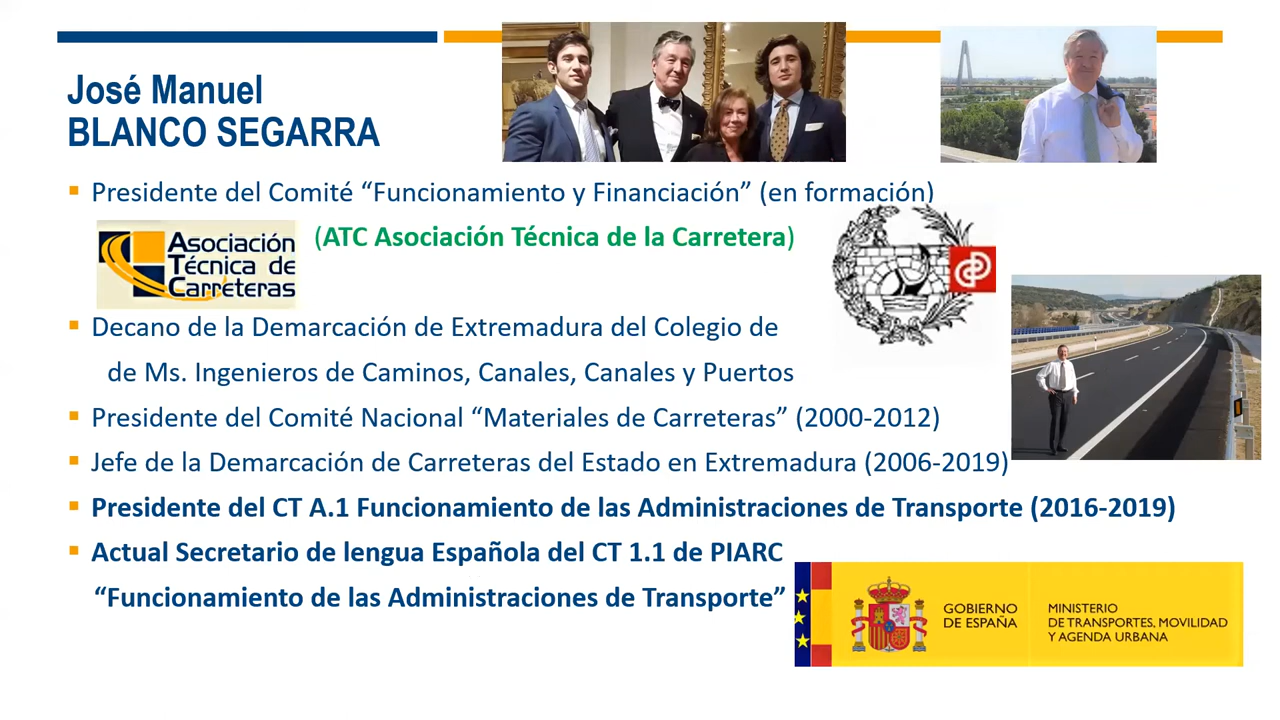 José Manuel
BLANCO SEGARRA
Presidente del Comité “Funcionamiento y Financiación” (en formación)
(ATC Asociación Técnica de la Carretera)
Asociación
Técnica de
Carreteras
Decano de la Demarcación de Extremadura del Colegio de
de Ms. Ingenieros de Caminos, Canales, Canales y Puertos
Presidente del Comité Nacional “Materiales de Carreteras” (2000-2012)
Jefe de la Demarcación de Carreteras del Estado en Extremadura (2006-2019)
Presidente del CT A.1 Funcionamiento de las Administraciones de Transporte (2016-2019)
Actual Secretario de lengua Española del CT 1.1 de PIARC
“Funcionamiento de las Administraciones de Transporte”
GOBIERNO
DE ESPAÑA
MINISTERIO
DE TRANSPORTES, MOVILIDAD
Y AGENDA URBANA